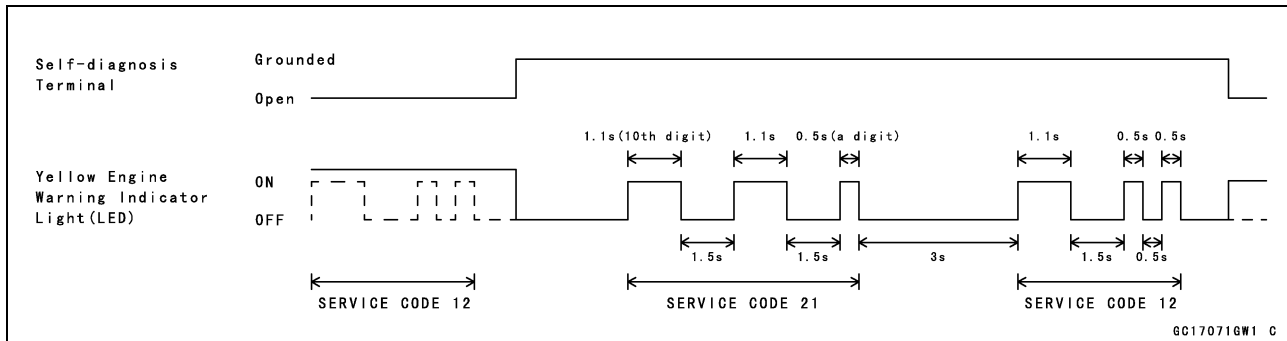 Self-diagnosis
Terminal
Grounded
Open
1.1s(10th digit)
1.1s
0.5s(a digit)
1.1s
0.5s
0.5s
Yellow Engine
Warning Indicator
Light(LED)
ON
OFF
1.5s
1.5s
3s
1.5s
0.5s
SERVICE CODE 12
SERVICE CODE 21
SERVICE CODE 12
GC17071GW1 C